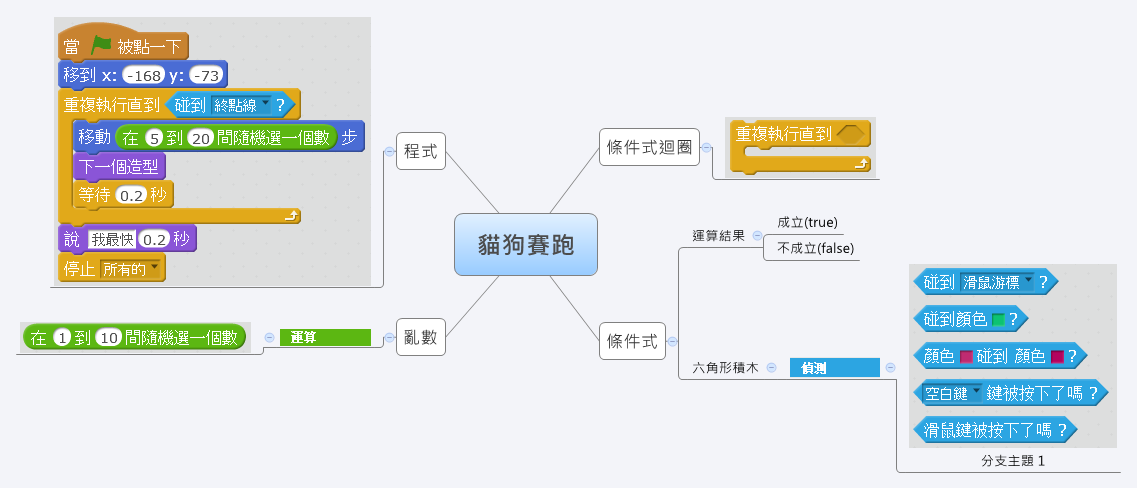 當 被點一下
移到 x: -168 y: -73
重複執行直到 碰到 終點線 ?
移動 在 5 到 20 間隨機選一個數 步
下一個造型
等待 0.2 秒
說 我最快 0.2 秒
停止 所有的
程式
在 1 到 10 間隨機選一個數
運算
亂數
貓狗賽跑
條件式迴圈
重複執行直到
條件式
運算結果
成立(true)
不成立(false)
六角形積木
偵測
碰到 滑鼠游標 ?
碰到顏色 ?
顏色 碰到 顏色 ?
空白鍵 鍵被按下了嗎 ?
滑鼠鍵被按下了嗎 ?
分支主題 1